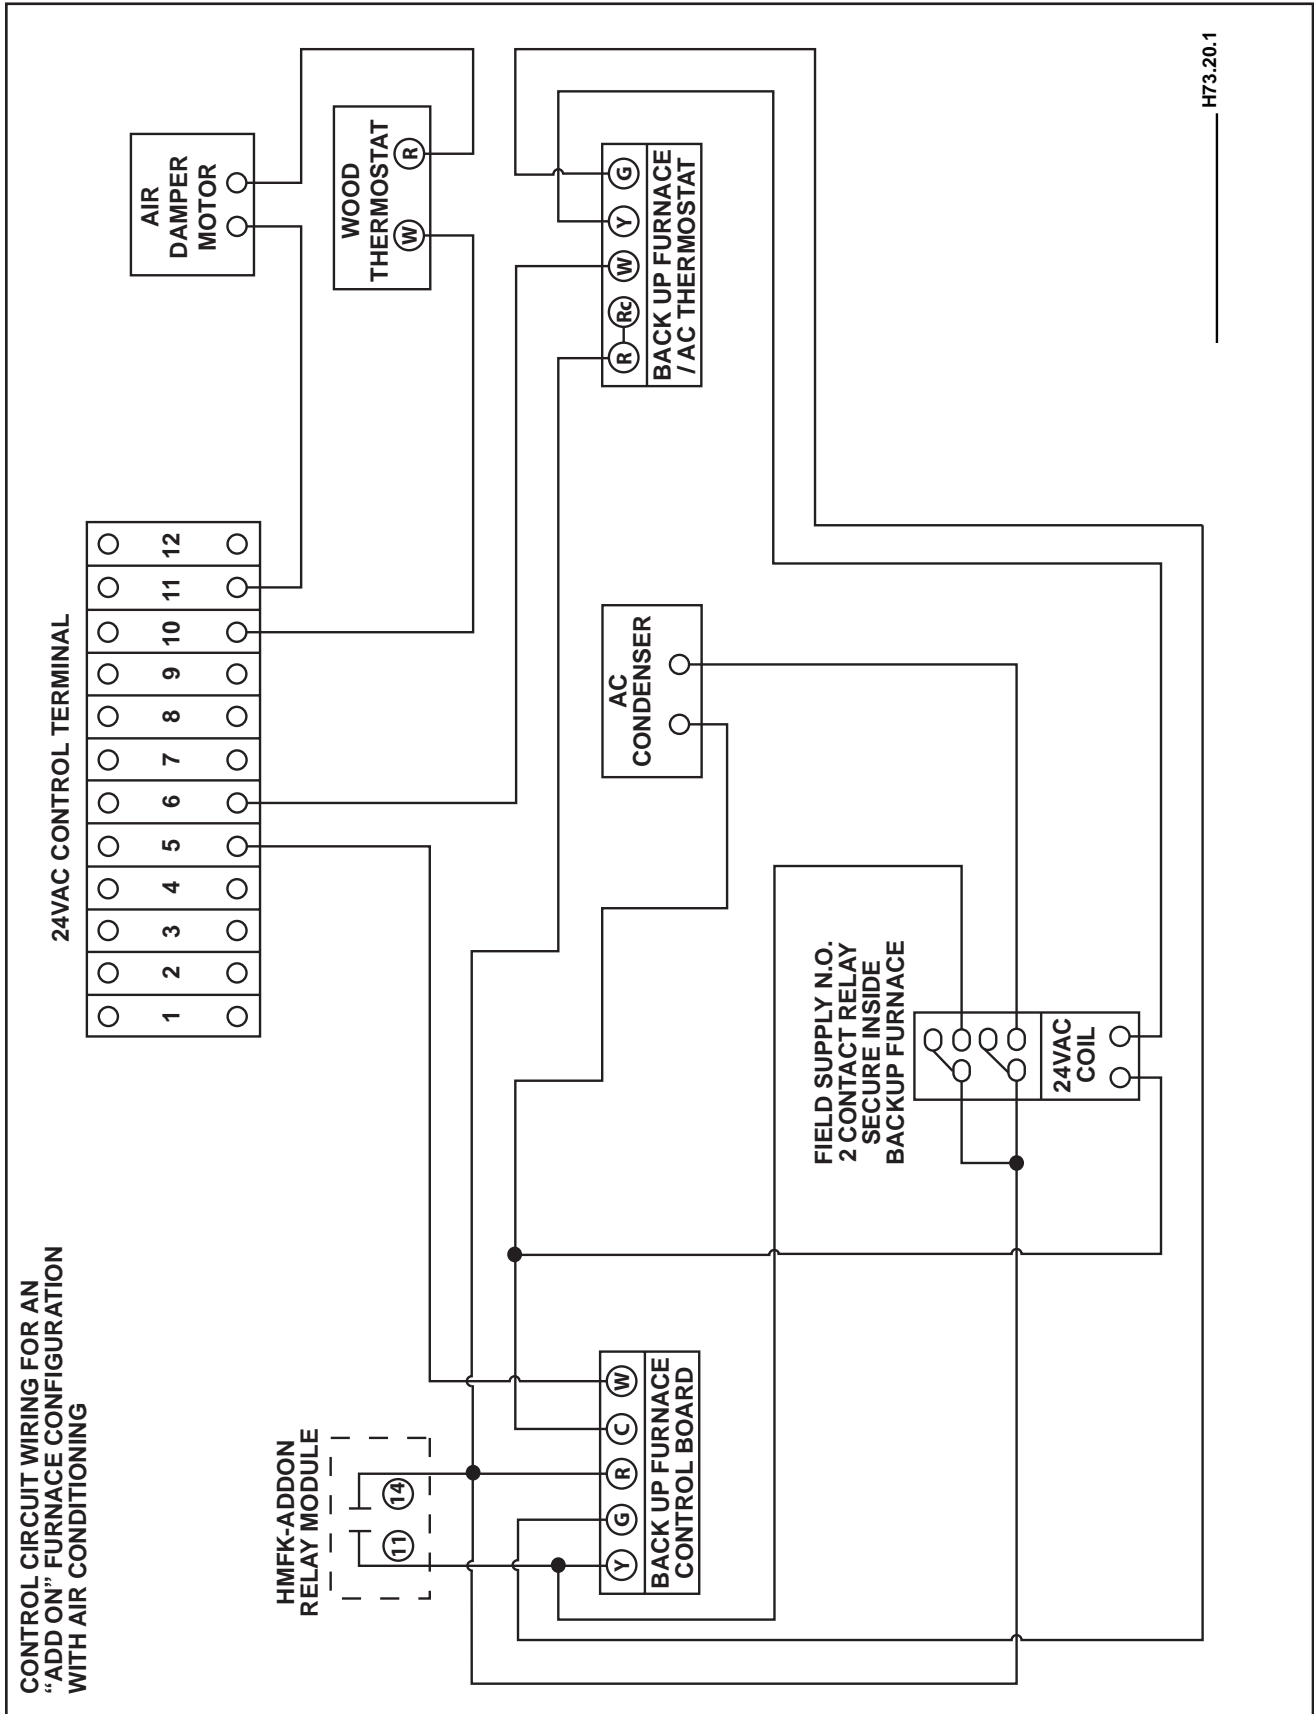 CONTROL CIRCUIT WIRING FOR AN
“ADD ON” FURNACE CONFIGURATION
WITH AIR CONDITIONING
24VAC CONTROL TERMINAL
1 2 3 4 5 6 7 8 9 10 11 12
AIR
DAMPER
MOTOR
HMFK-ADDON
RELAY MODULE
11 14
WOOD
THERMOSTAT
W R
Y G R C W
BACK UP FURNACE
CONTROL BOARD
AC
CONDENSER
R Rc W Y G
BACK UP FURNACE
/ AC THERMOSTAT
FIELD SUPPLY N.O.
2 CONTACT RELAY
SECURE INSIDE
BACKUP FURNACE
24VAC
COIL
H73.20.1